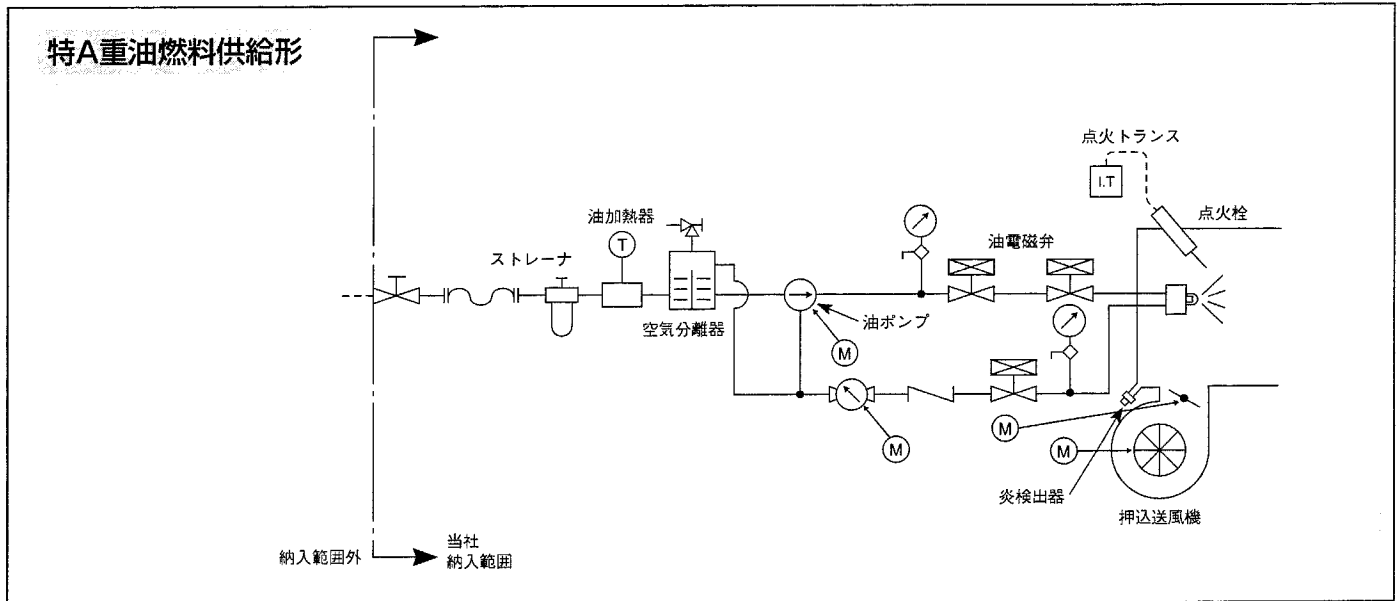 特A重油燃料供給形
点火トランス
I.T
点火栓
油加熱器
T
油電磁弁
ストレーナ
空気分離器
油ポンプ
M
M
M
M
炎検出器
押込送風機
納入範囲外
当社
納入範囲